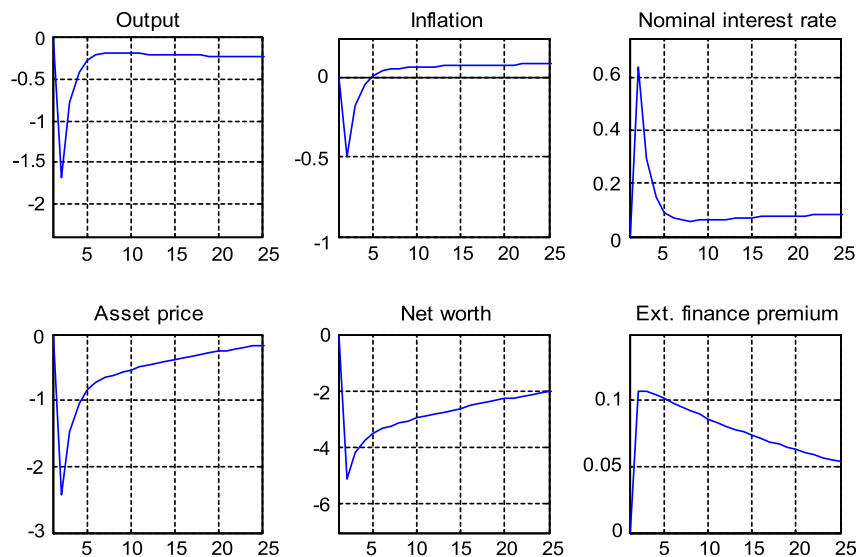 Output
0
-0.5
-1
-1.5
-2
5 10 15 20 25
Inflation
0
-0.5
-1
5 10 15 20 25
Nominal interest rate
0.6
0.4
0.2
0
5 10 15 20 25
Asset price
0
-1
-2
-3
5 10 15 20 25
Net worth
0
-2
-4
-6
5 10 15 20 25
Ext. finance premium
0.1
0.05
0
5 10 15 20 25